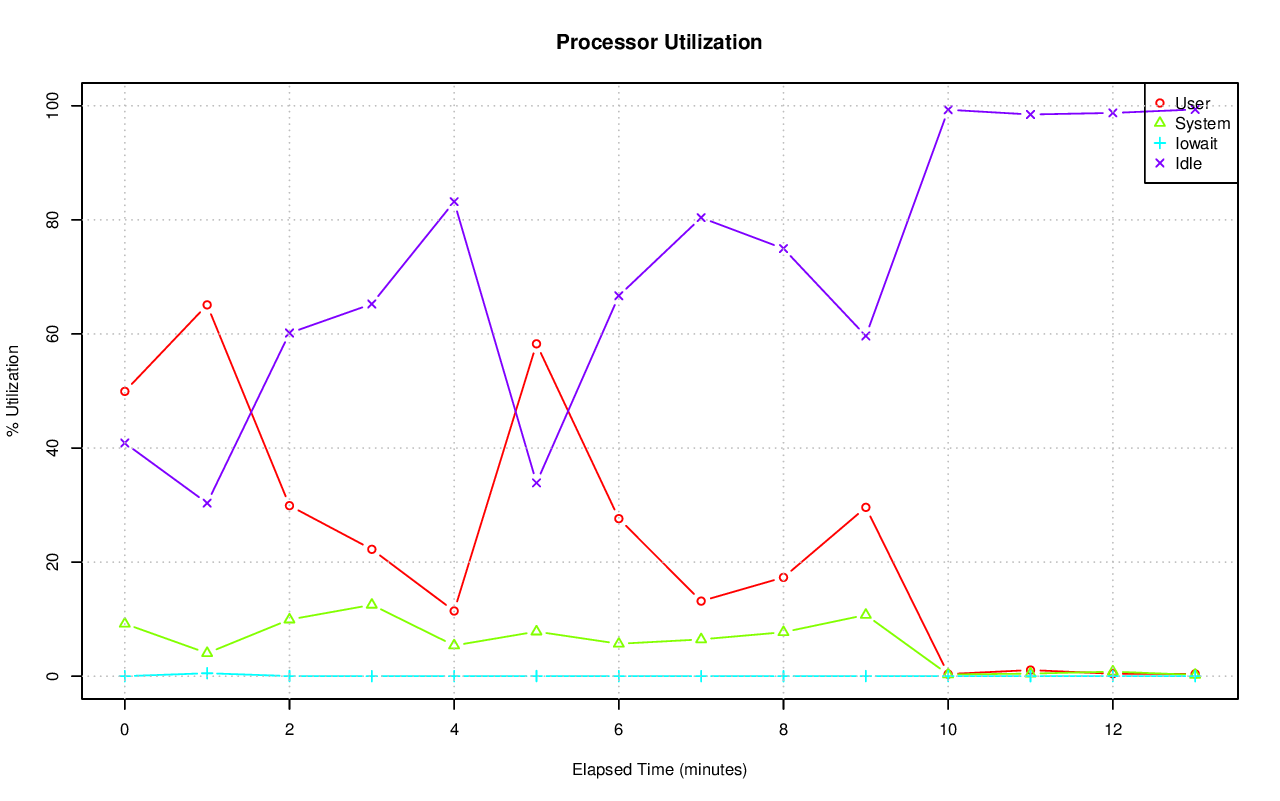 Processor Utilization
100
80
60
40
20
0
% Utilization
User
System
Iowait
Idle
0 2 4 6 8 10 12
Elapsed Time (minutes)